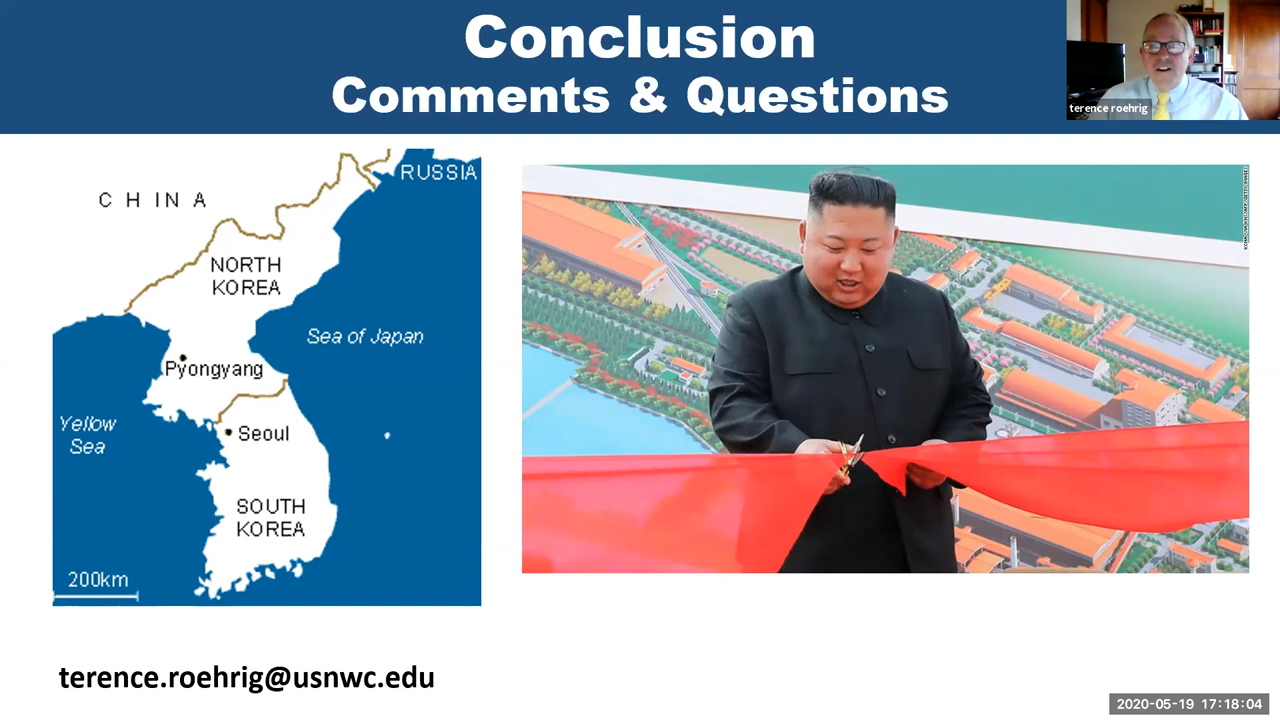 Conclusion
Comments & Questions
terence roehrig
RUSSIA
CHINA
NORTH
KOREA
Sea of Japan
Pyongyang
Yellow
Sea
Seoul
SOUTH
KOREA
200km
terence.roehrig@usnwc.edu
2020-05-19 17:18:04